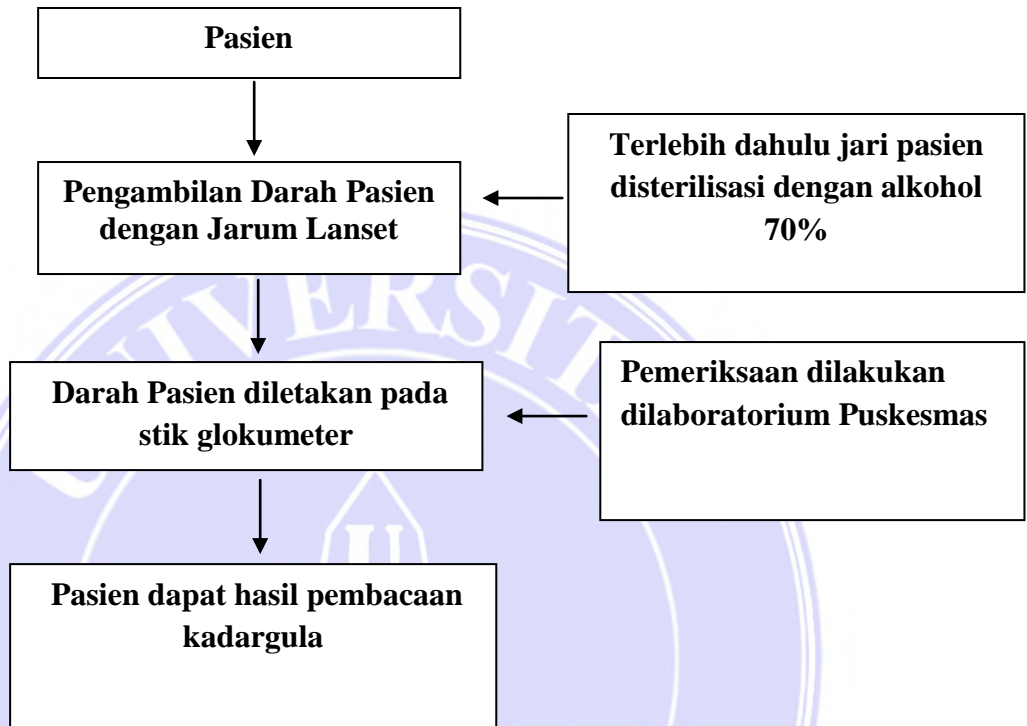 Pasien
Terlebih dahulu jari pasien
disterilisasi dengan alkohol
70%
Pengambilan Darah Pasien
dengan Jarum Lanset
Darah Pasien diletakan pada
stik glokumeter
Pemeriksaan dilakukan
dilaboratorium Puskesmas
Pasien dapat hasil pembacaan
kadargula